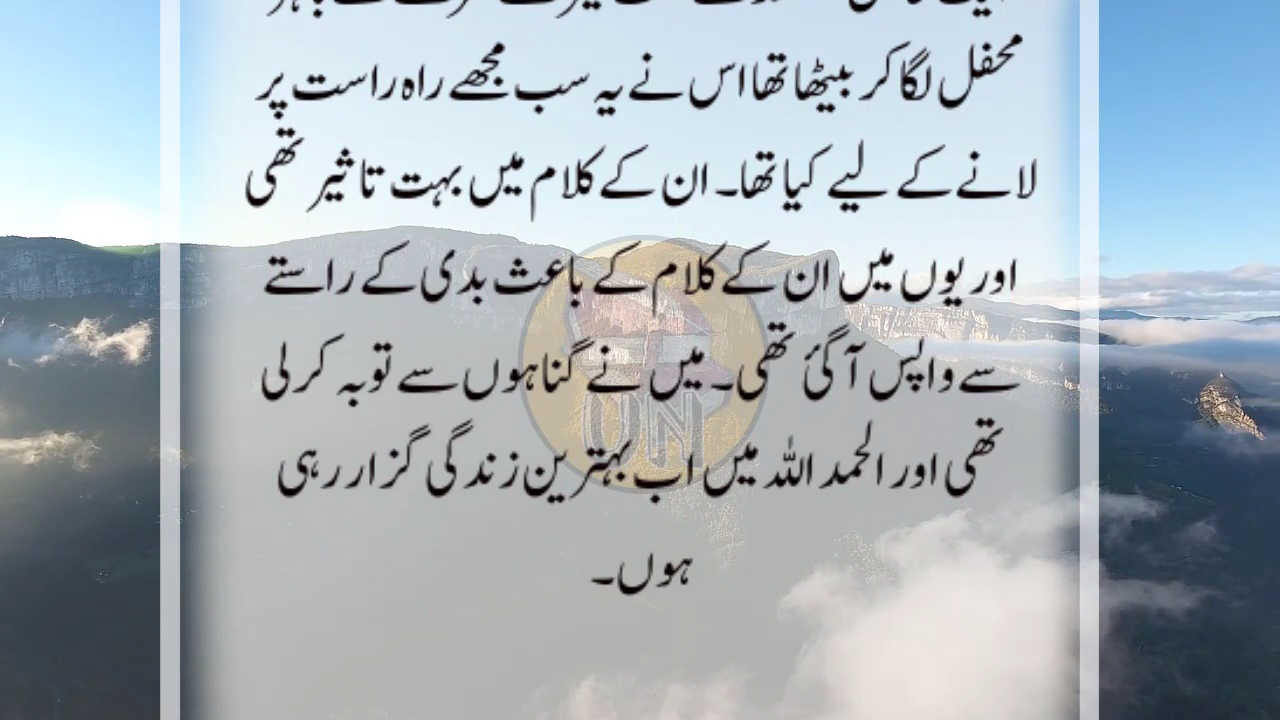 محفل لگا کر بیٹھا تھا اس نے یہ سب مجھے راہ راست پر
لانے کے لیے کیا تھا۔ ان کے کلام میں بہت تاثیر تھی
اور یوں میں ان کے کلام کے باعث بدی کے راستے
سے واپس آ گئی تھی۔ میں نے گناہوں سے توبہ کر لی
تھی اور الحمد اللہ میں اب بہترین زندگی گزار رہی
ہوں۔
UN